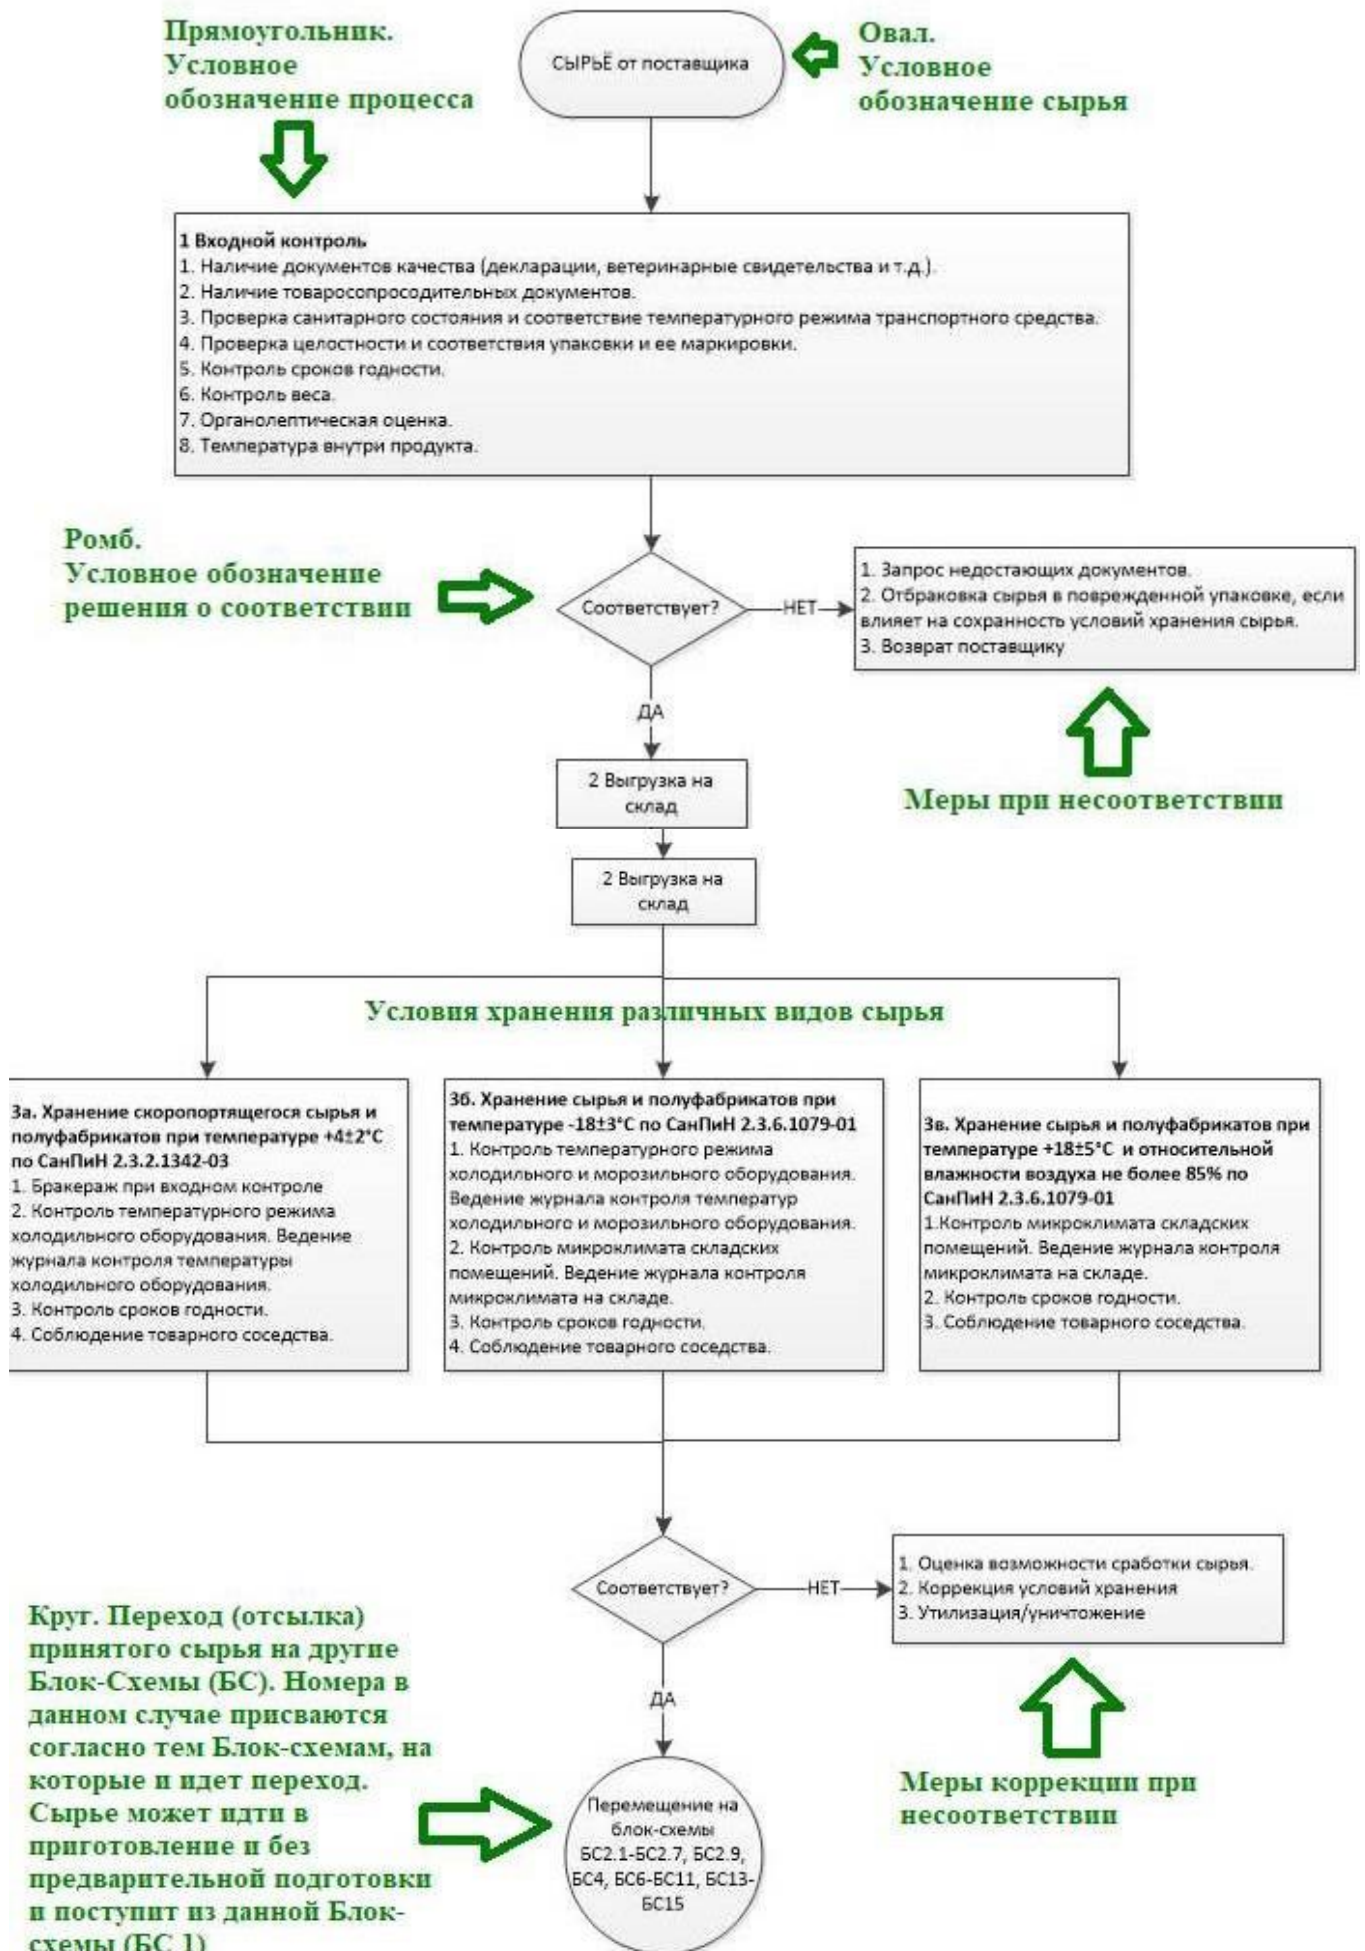 Прямоугольник.
Условное
обозначение процесса
СЫРЬЁ от поставщика
Овал.
Условное
обозначение сырья
1 Входной контроль
1. Наличие документов качества (декларации, ветеринарные свидетельства и т.д.).
2. Наличие товаросопросодительных документов.
3. Проверка санитарного состояния и соответствие температурного режима транспортного средства.
4. Проверка целостности и соответствия упаковки и ее маркировки.
5. Контроль сроков годности.
6. Контроль веса.
7. Органолептическая оценка.
8. Температура внутри продукта.
Ромб.
Условное обозначение
решения о соответствии
Соответствует?
НЕТ
1. Запрос недостающих документов.
2. Отбраковка сырья в поврежденной упаковке, если
влияет на сохранность условий хранения сырья.
3. Возврат поставщику
ДА
Меры при несоответствии
2 Выгрузка на
склад
2 Выгрузка на
склад
Условия хранения различных видов сырья
3а. Хранение скоропортящегося сырья и
полуфабрикатов при температуре +4±2°С
по СанПиН 2.3.2.1342-03
1. Бракераж при входном контроле
2. Контроль температурного режима
холодильного оборудования. Ведение
журнала контроля температуры
холодильного оборудования.
3. Контроль сроков годности.
4. Соблюдение товарного соседства.
3б. Хранение сырья и полуфабрикатов при
температуре -18±3°С по СанПиН 2.3.6.1079-01
1. Контроль температурного режима
холодильного и морозильного оборудования.
Ведение журнала контроля температур
холодильного и морозильного оборудования.
2. Контроль микроклимата складских
помещений. Ведение журнала контроля
микроклимата на складе.
3. Контроль сроков годности.
4. Соблюдение товарного соседства.
3в. Хранение сырья и полуфабрикатов при
температуре +18±5°С и относительной
влажности воздуха не более 85% по
СанПиН 2.3.6.1079-01
1.Контроль микроклимата складских
помещений. Ведение журнала контроля
микроклимата на складе.
2. Контроль сроков годности.
3. Соблюдение товарного соседства.
Соответствует?
НЕТ
1. Оценка возможности сработки сырья.
2. Коррекция условий хранения
3. Утилизация/уничтожение
ДА
Меры коррекции при
несоответствии
Круг. Переход (отсылка)
принятого сырья на другие
Блок-Схемы (БС). Номера в
данном случае присваются
согласно тем Блок-схемам, на
которые и идет переход.
Сырье может идти в
приготовление и без
предварительной подготовки
и поступит из данной Блок-
схемы (БС 1)
Перемещение на
блок-схемы
БС2.1-БС2.7, БС2.9,
БС4, БС6-БС11, БС13-
БС15